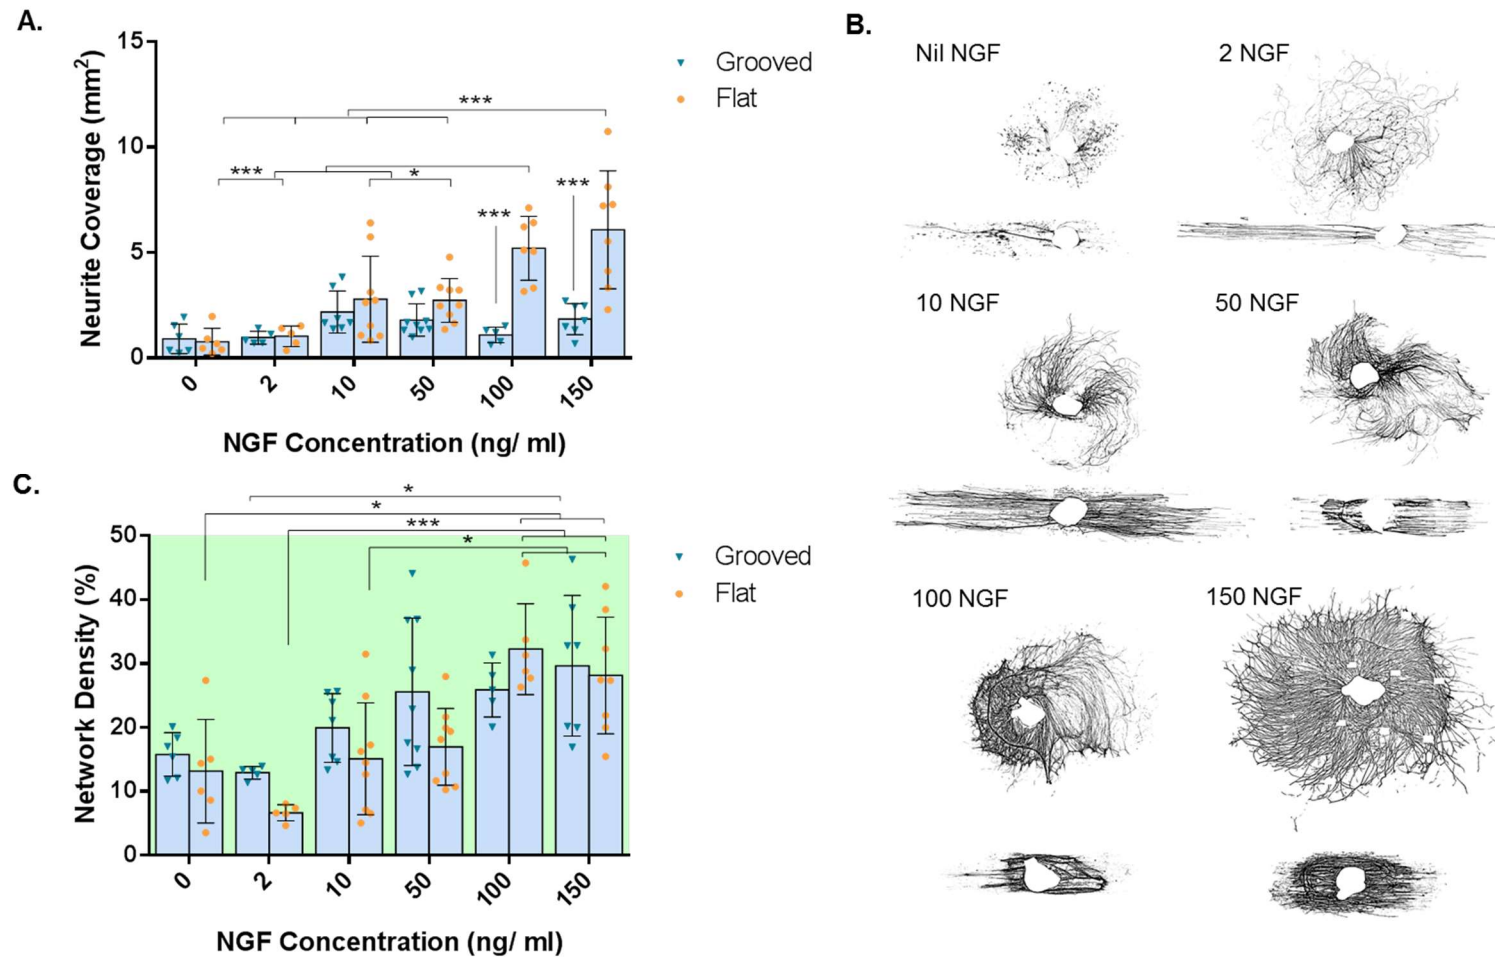 A.
15
10
5
0
Neurite Coverage (mm²)
***
***
*
***
***
0 2 10 50 100 150
NGF Concentration (ng/ ml)
Grooved
Flat
B.
Nil NGF
2 NGF
10 NGF
50 NGF
100 NGF
150 NGF
C.
*
*
***
*
50
40
30
20
10
0
Network Density (%)
0 2 10 50 100 150
NGF Concentration (ng/ ml)
Grooved
Flat